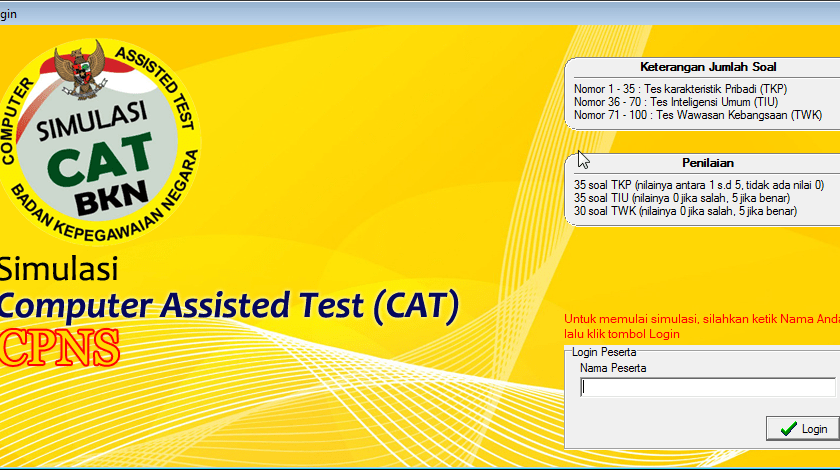 gin
COMPUTER
ASSISTED TEST
SIMULASI
CAT
BKN
BADAN KEPEGAWAIAN NEGARA
Simulasi
Computer Assisted Test (CAT)
CPNS
Keterangan Jumlah Soal
Nomor 1 - 35 : Tes karakteristik Pribadi (TKP)
Nomor 36 - 70 : Tes Inteligensi Umum (TIU)
Nomor 71 - 100 : Tes Wawasan Kebangsaan (TWK)
Penilaian
35 soal TKP (nilainya antara 1 s.d 5, tidak ada nilai 0)
35 soal TIU (nilainya 0 jika salah, 5 jika benar)
30 soal TWK (nilainya 0 jika salah, 5 jika benar)
Untuk memulai simulasi, silahkan ketik Nama Anda
lalu klik tombol Login
Login Peserta
Nama Peserta
Login